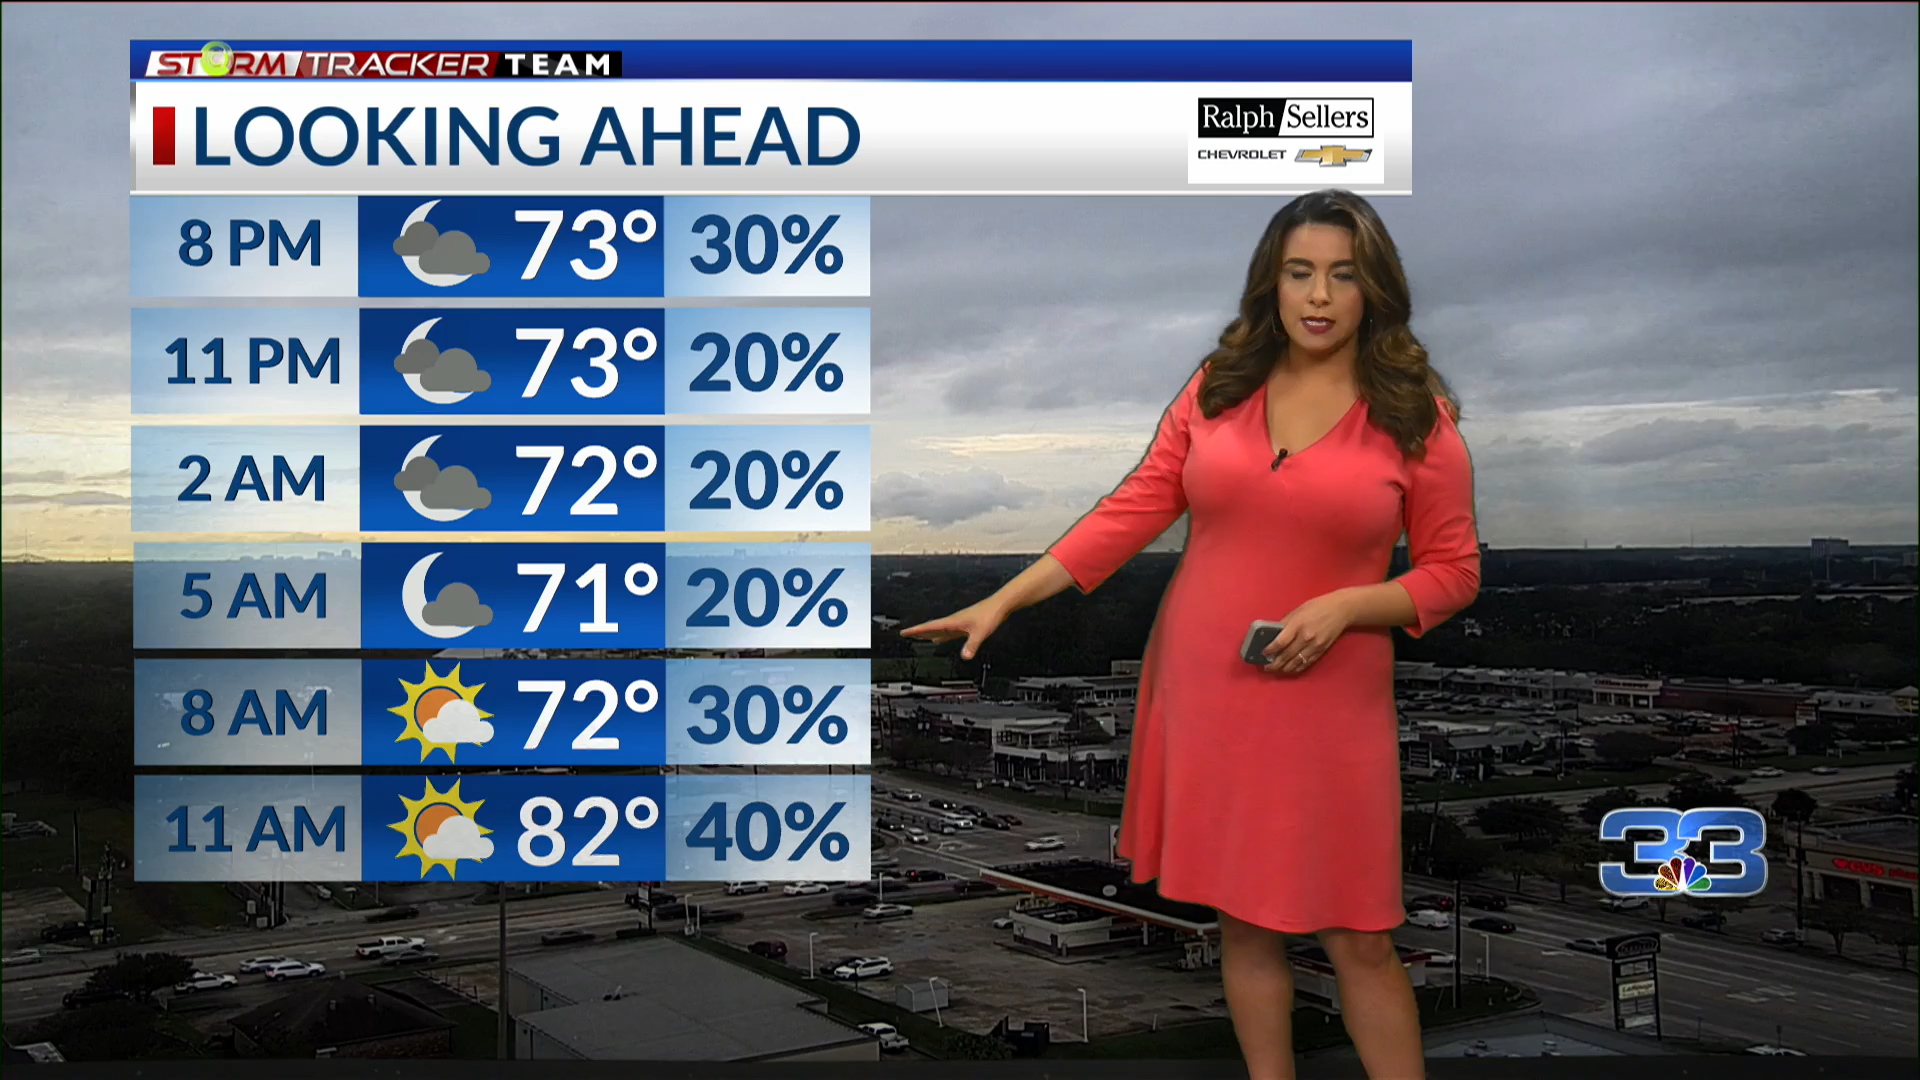 STORM TRACKER TEAM
LOOKING AHEAD
Ralph Sellers
CHEVROLET
8 PM 73° 30%
11 PM 73° 20%
2 AM 72° 20%
5 AM 71° 20%
8 AM 72° 30%
11 AM 82° 40%
33